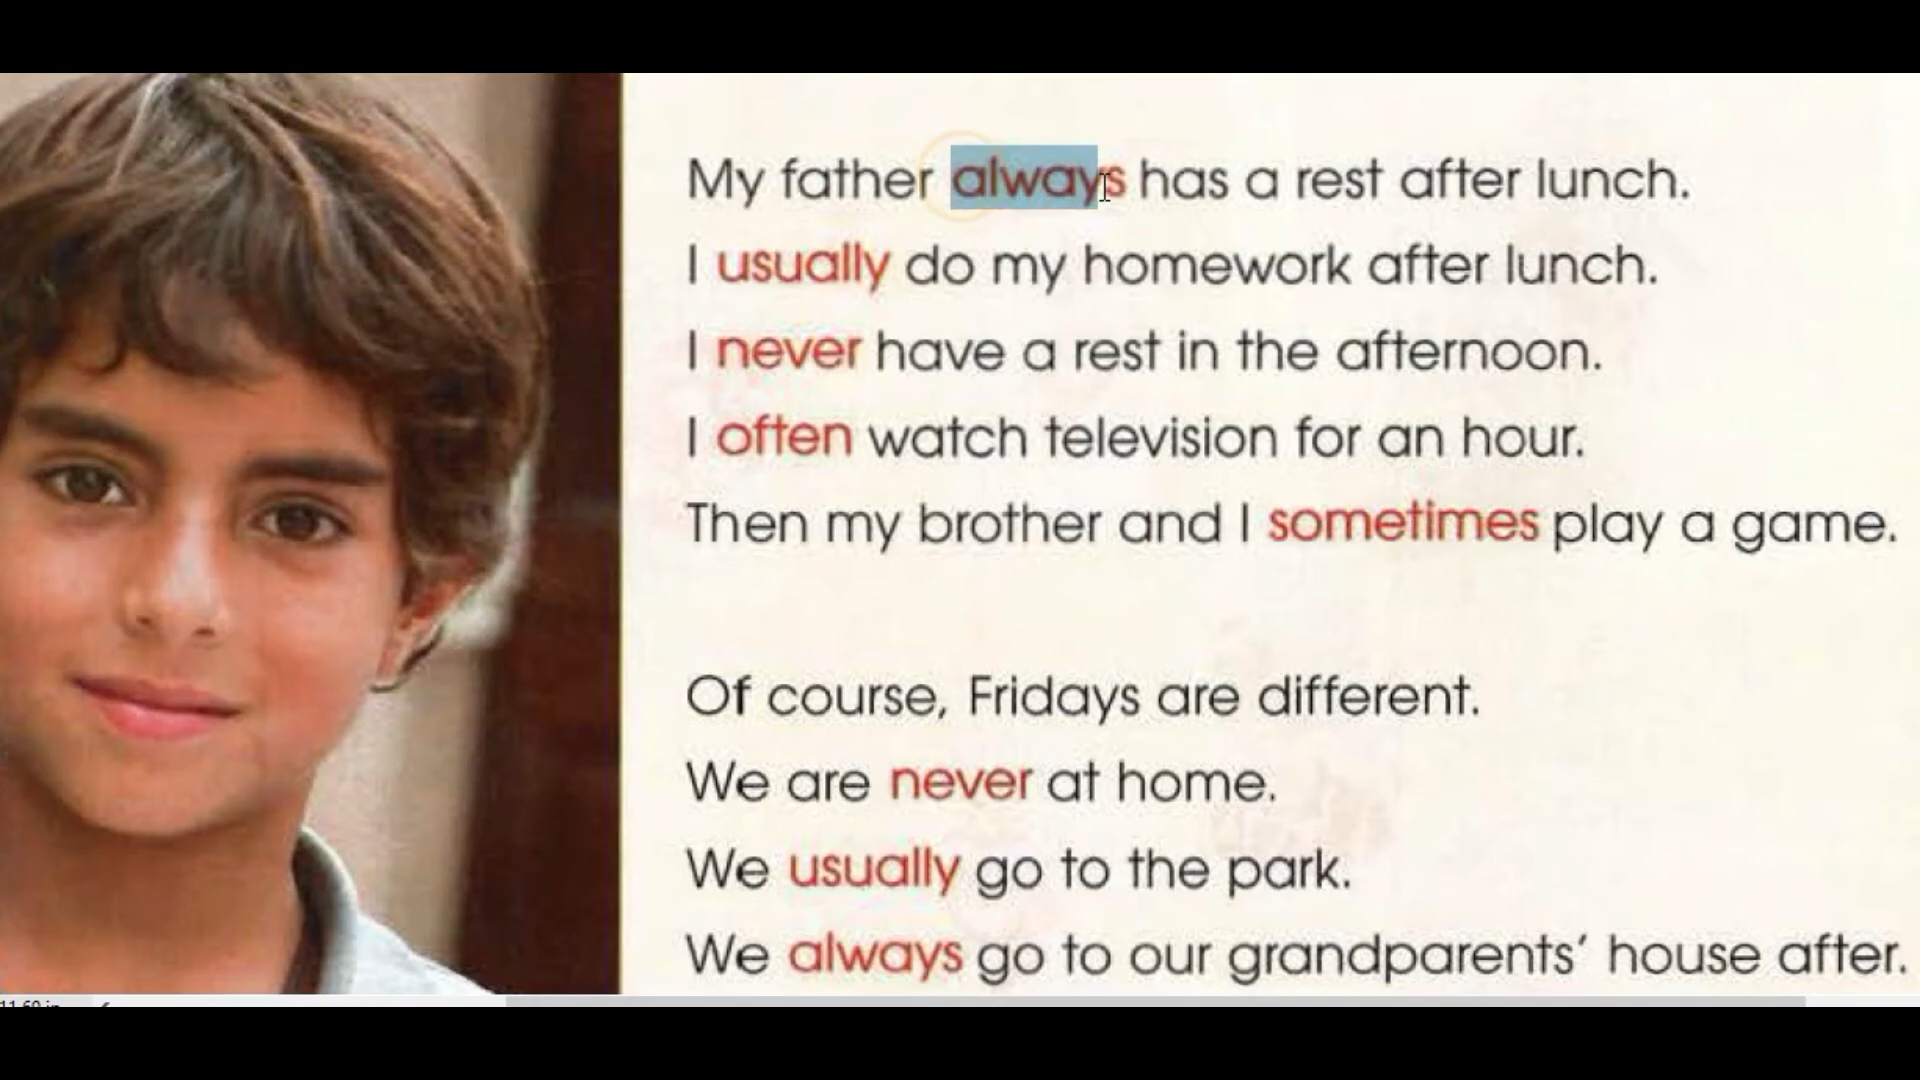 My father always has a rest after lunch.
I usually do my homework after lunch.
I never have a rest in the afternoon.
I often watch television for an hour.
Then my brother and I sometimes play a game.
Of course, Fridays are different.
We are never at home.
We usually go to the park.
We always go to our grandparents’ house after.